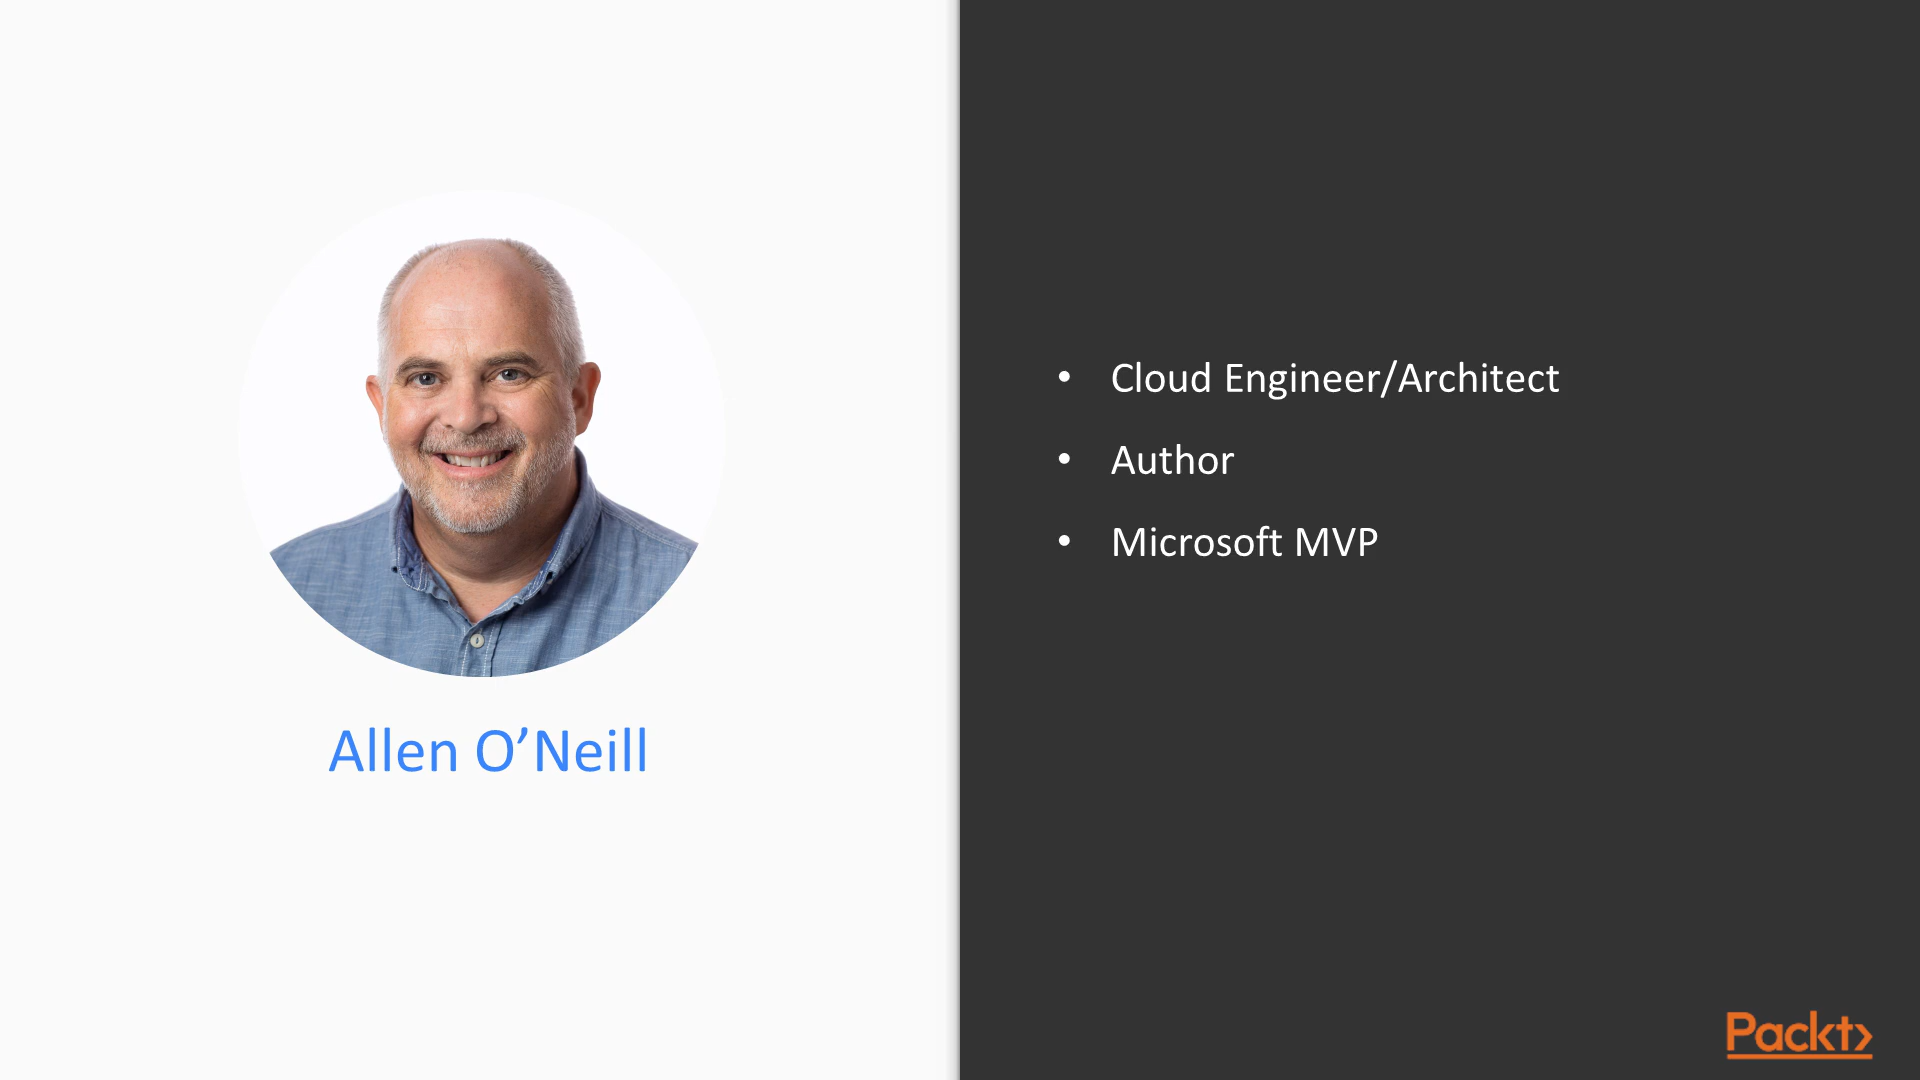 Allen O’Neill
• Cloud Engineer/Architect
• Author
• Microsoft MVP
Packt>